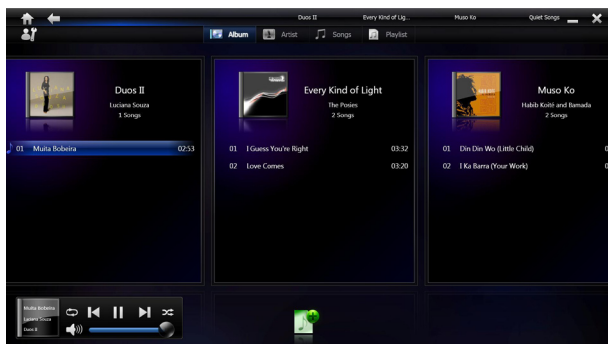 Duos II Every Kind of Lig... Muso Ko Quiet Songs
Album Artist Songs Playlist
Duos II
Luciana Souza
1 Songs
01 Muita Bobeira 02:53
Every Kind of Light
The Posies
2 Songs
01 I Guess You're Right 03:32
02 Love Comes 03:20
Muso Ko
Habib Koité and Bamada
2 Songs
01 Din Din Wo (Little Child) 0
02 I Ka Barra (Your Work) 0
Muita Bobeira
Luciana Souza
Duos II